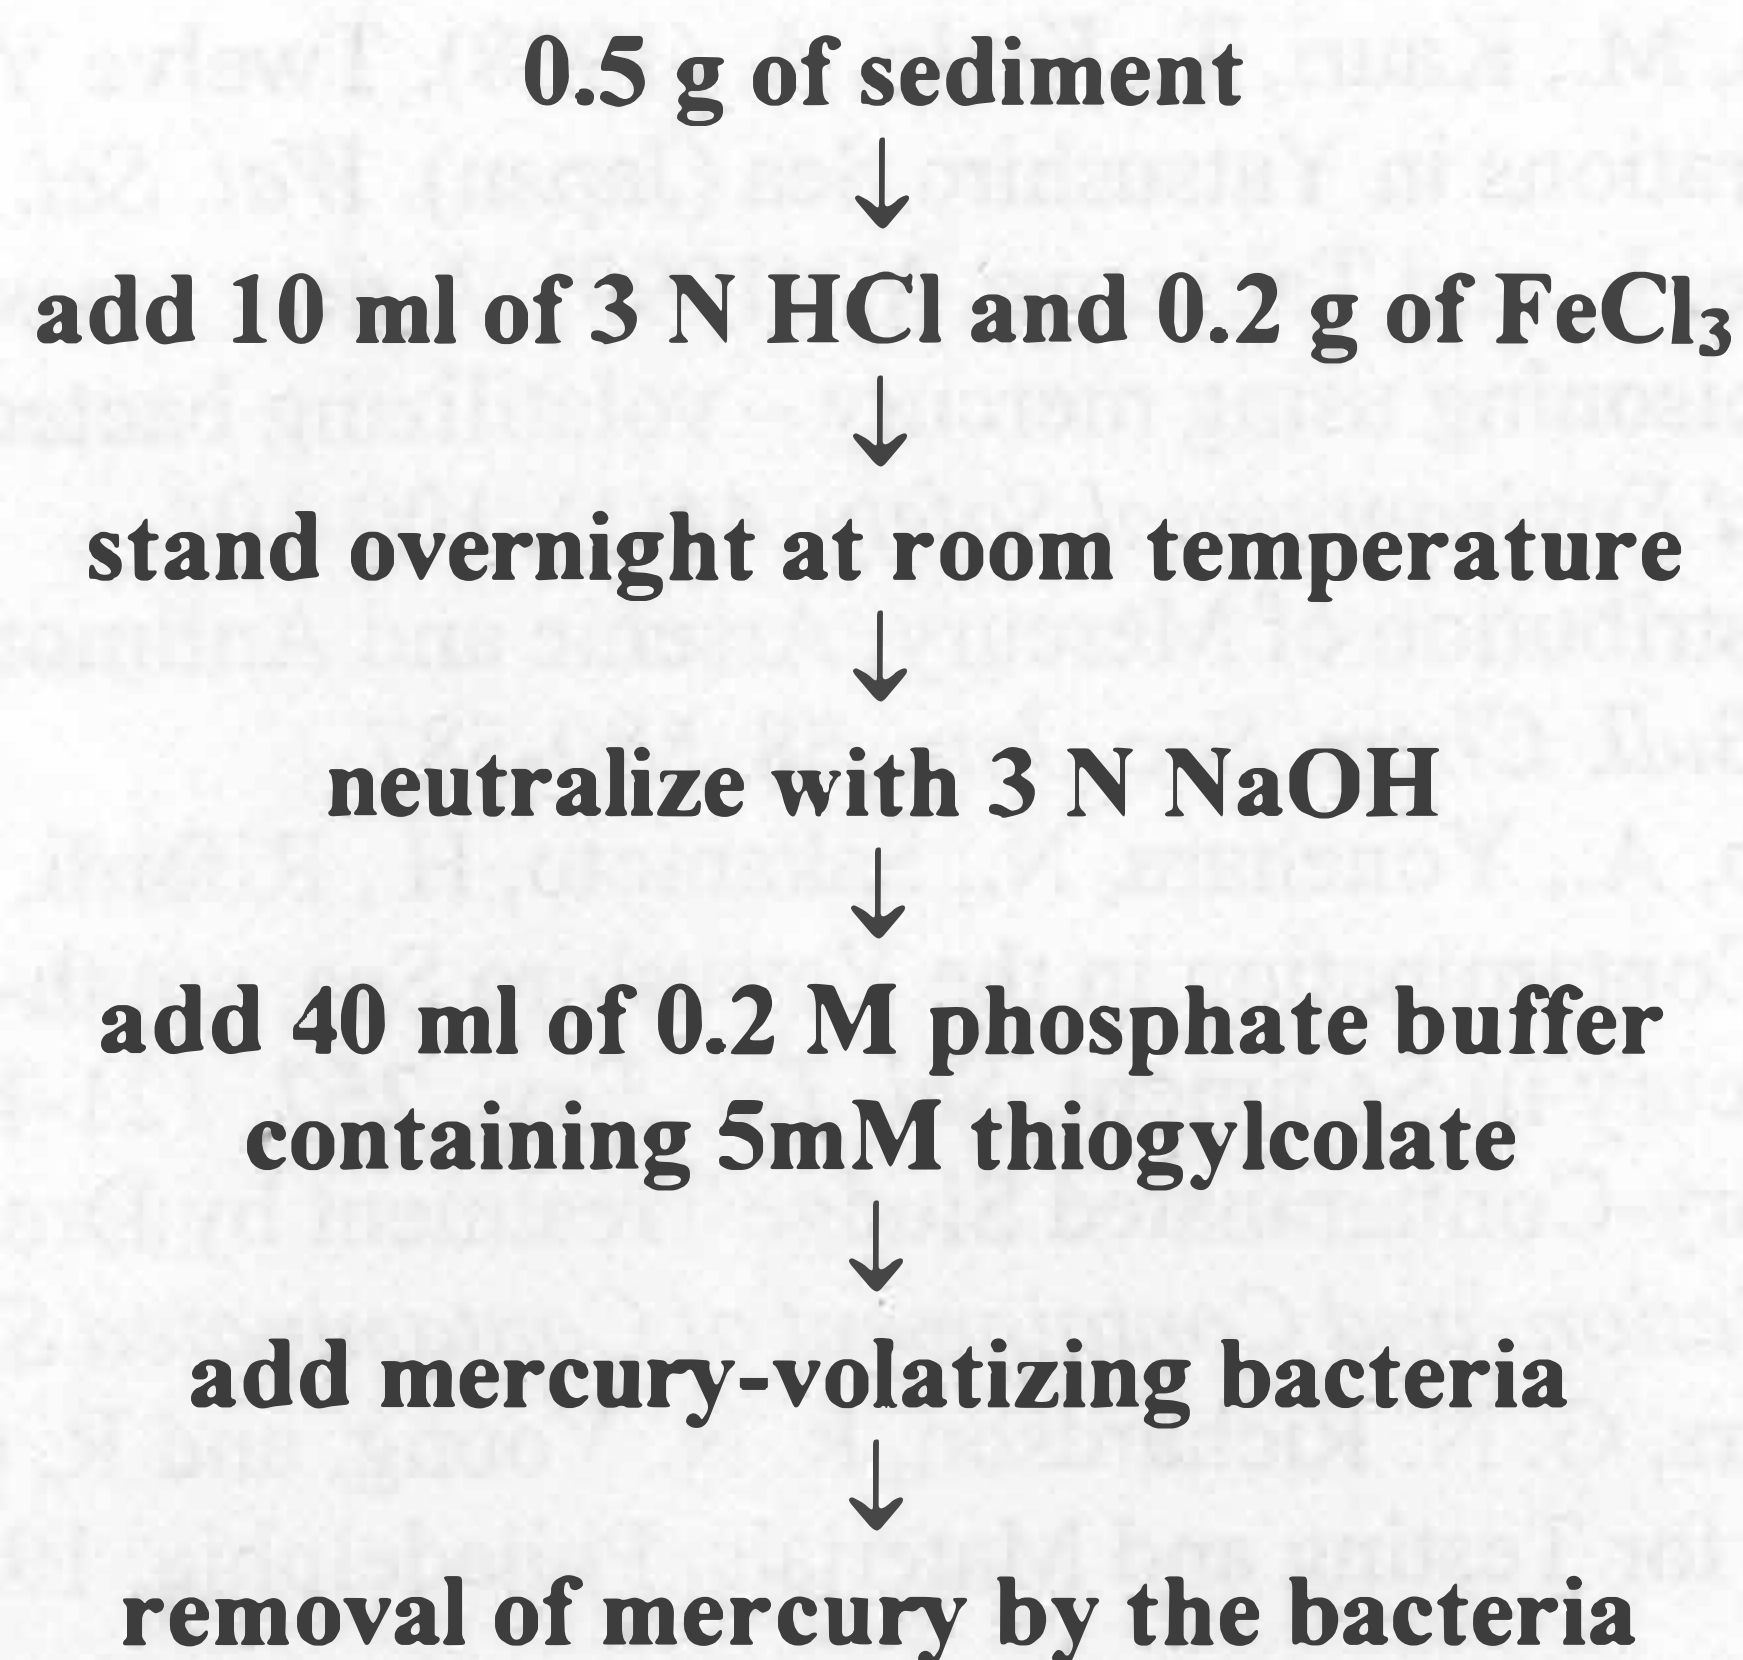 0.5 g of sediment
↓
add 10 ml of 3 N HCl and 0.2 g of FeCl₃
↓
stand overnight at room temperature
↓
neutralize with 3 N NaOH
↓
add 40 ml of 0.2 M phosphate buffer
containing 5mM thiogylcolate
↓
add mercury-volatizing bacteria
↓
removal of mercury by the bacteria